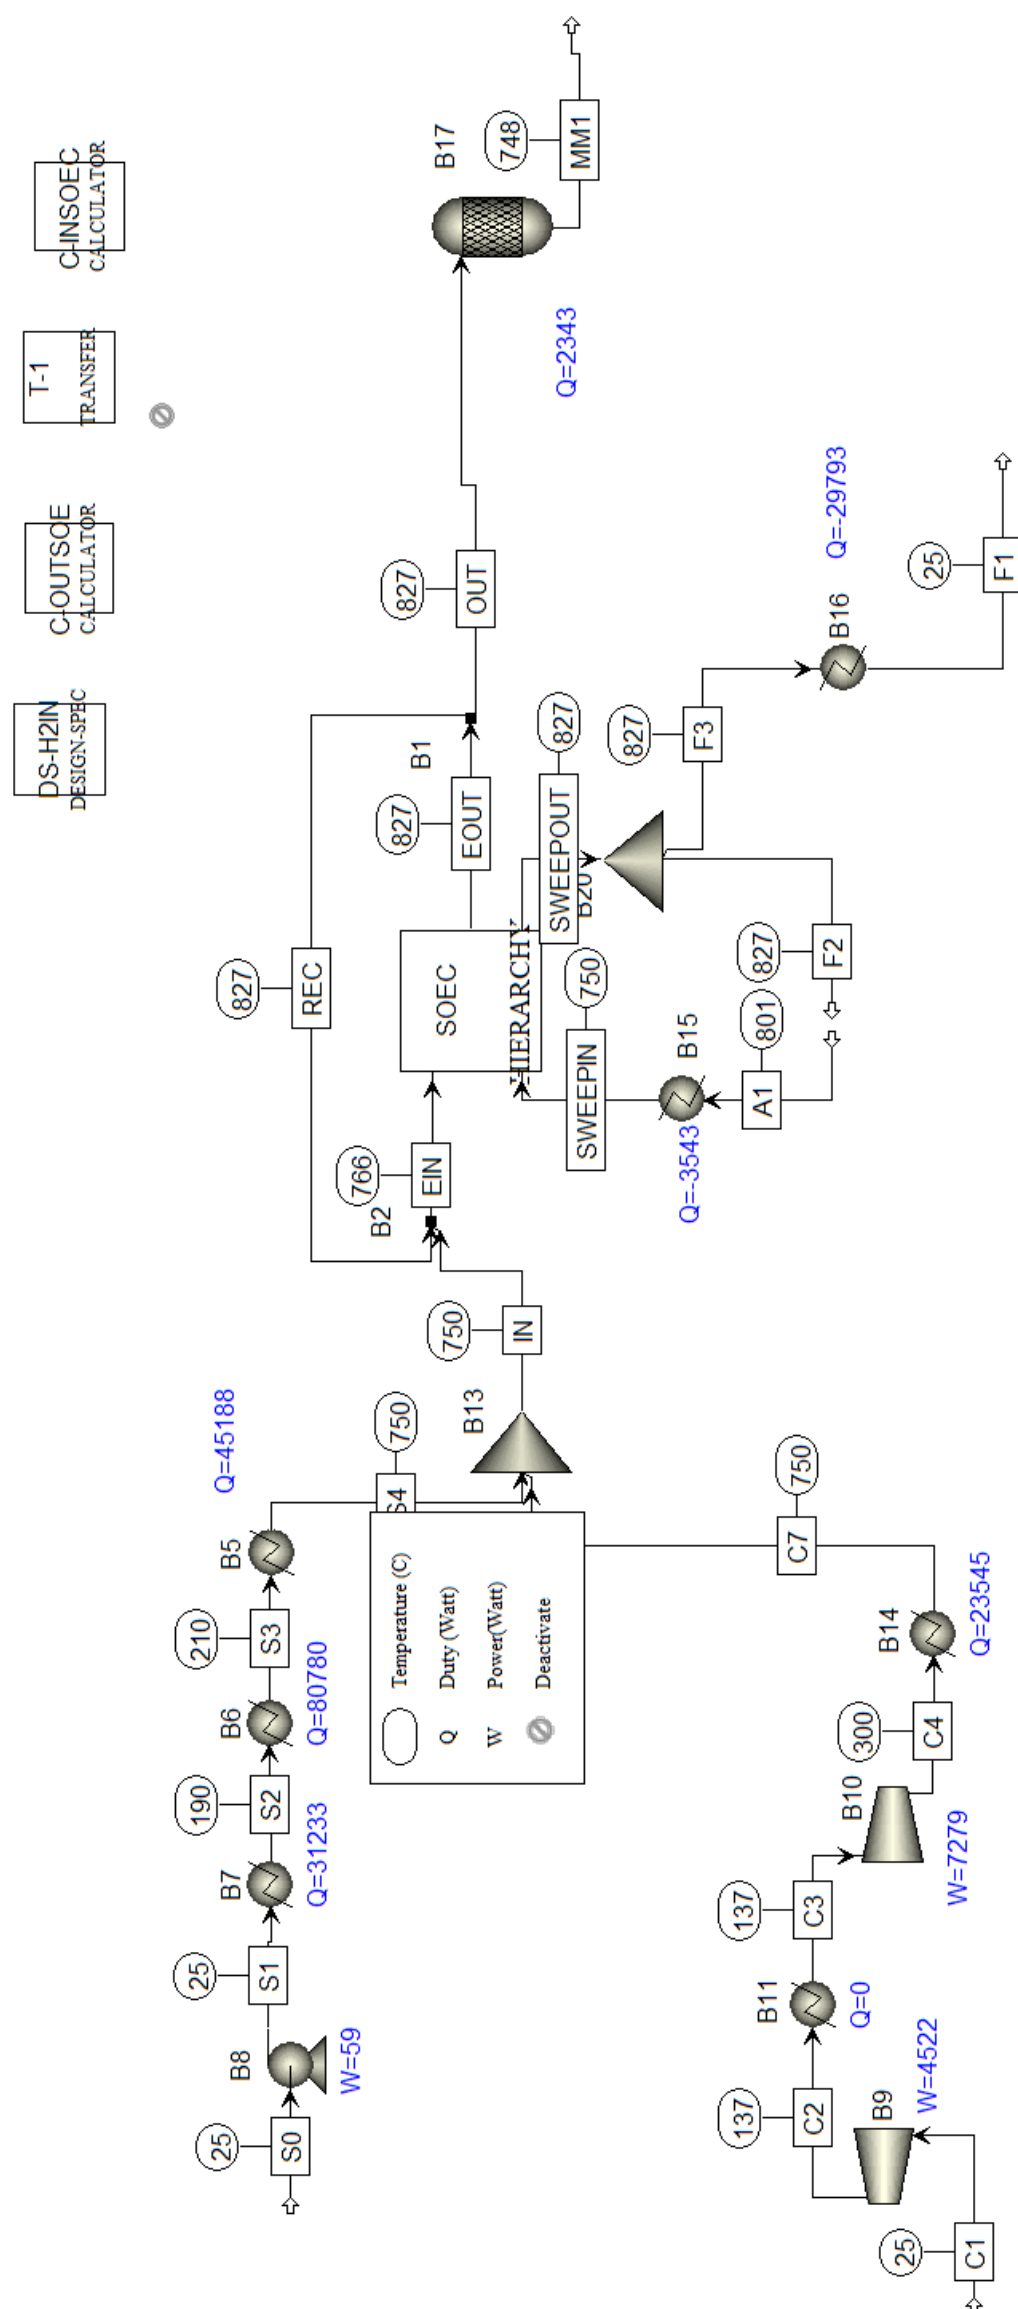 C-INSOEC
CALCULATOR
T-1
TRANSFER
C-OUTSOE
CALCULATOR
DS-H2IN
DESIGN-SPEC
B17
748
MM1
Q=2343
827
OUT
Q=-29793
25
F1
B16
827
F3
827
SWEEPOUT
B1
827
EOUT
B20
827
REC
SOEC
HIERARCHY
827
F2
750
SWEEPIN
B15
801
A1
Q=-3543
766
EIN
B2
750
IN
B13
Q=45188
750
S4
B5
210
S3
B6
Q=80780
190
S2
B7
Q=31233
25
S1
B8
W=59
25
S0
Temperature (C)
Q Duty (Watt)
W Power(Watt)
Deactivate
750
C7
B14
Q=23545
300
C4
B10
W=7279
137
C3
B11
Q=0
137
C2
B9
W=4522
25
C1